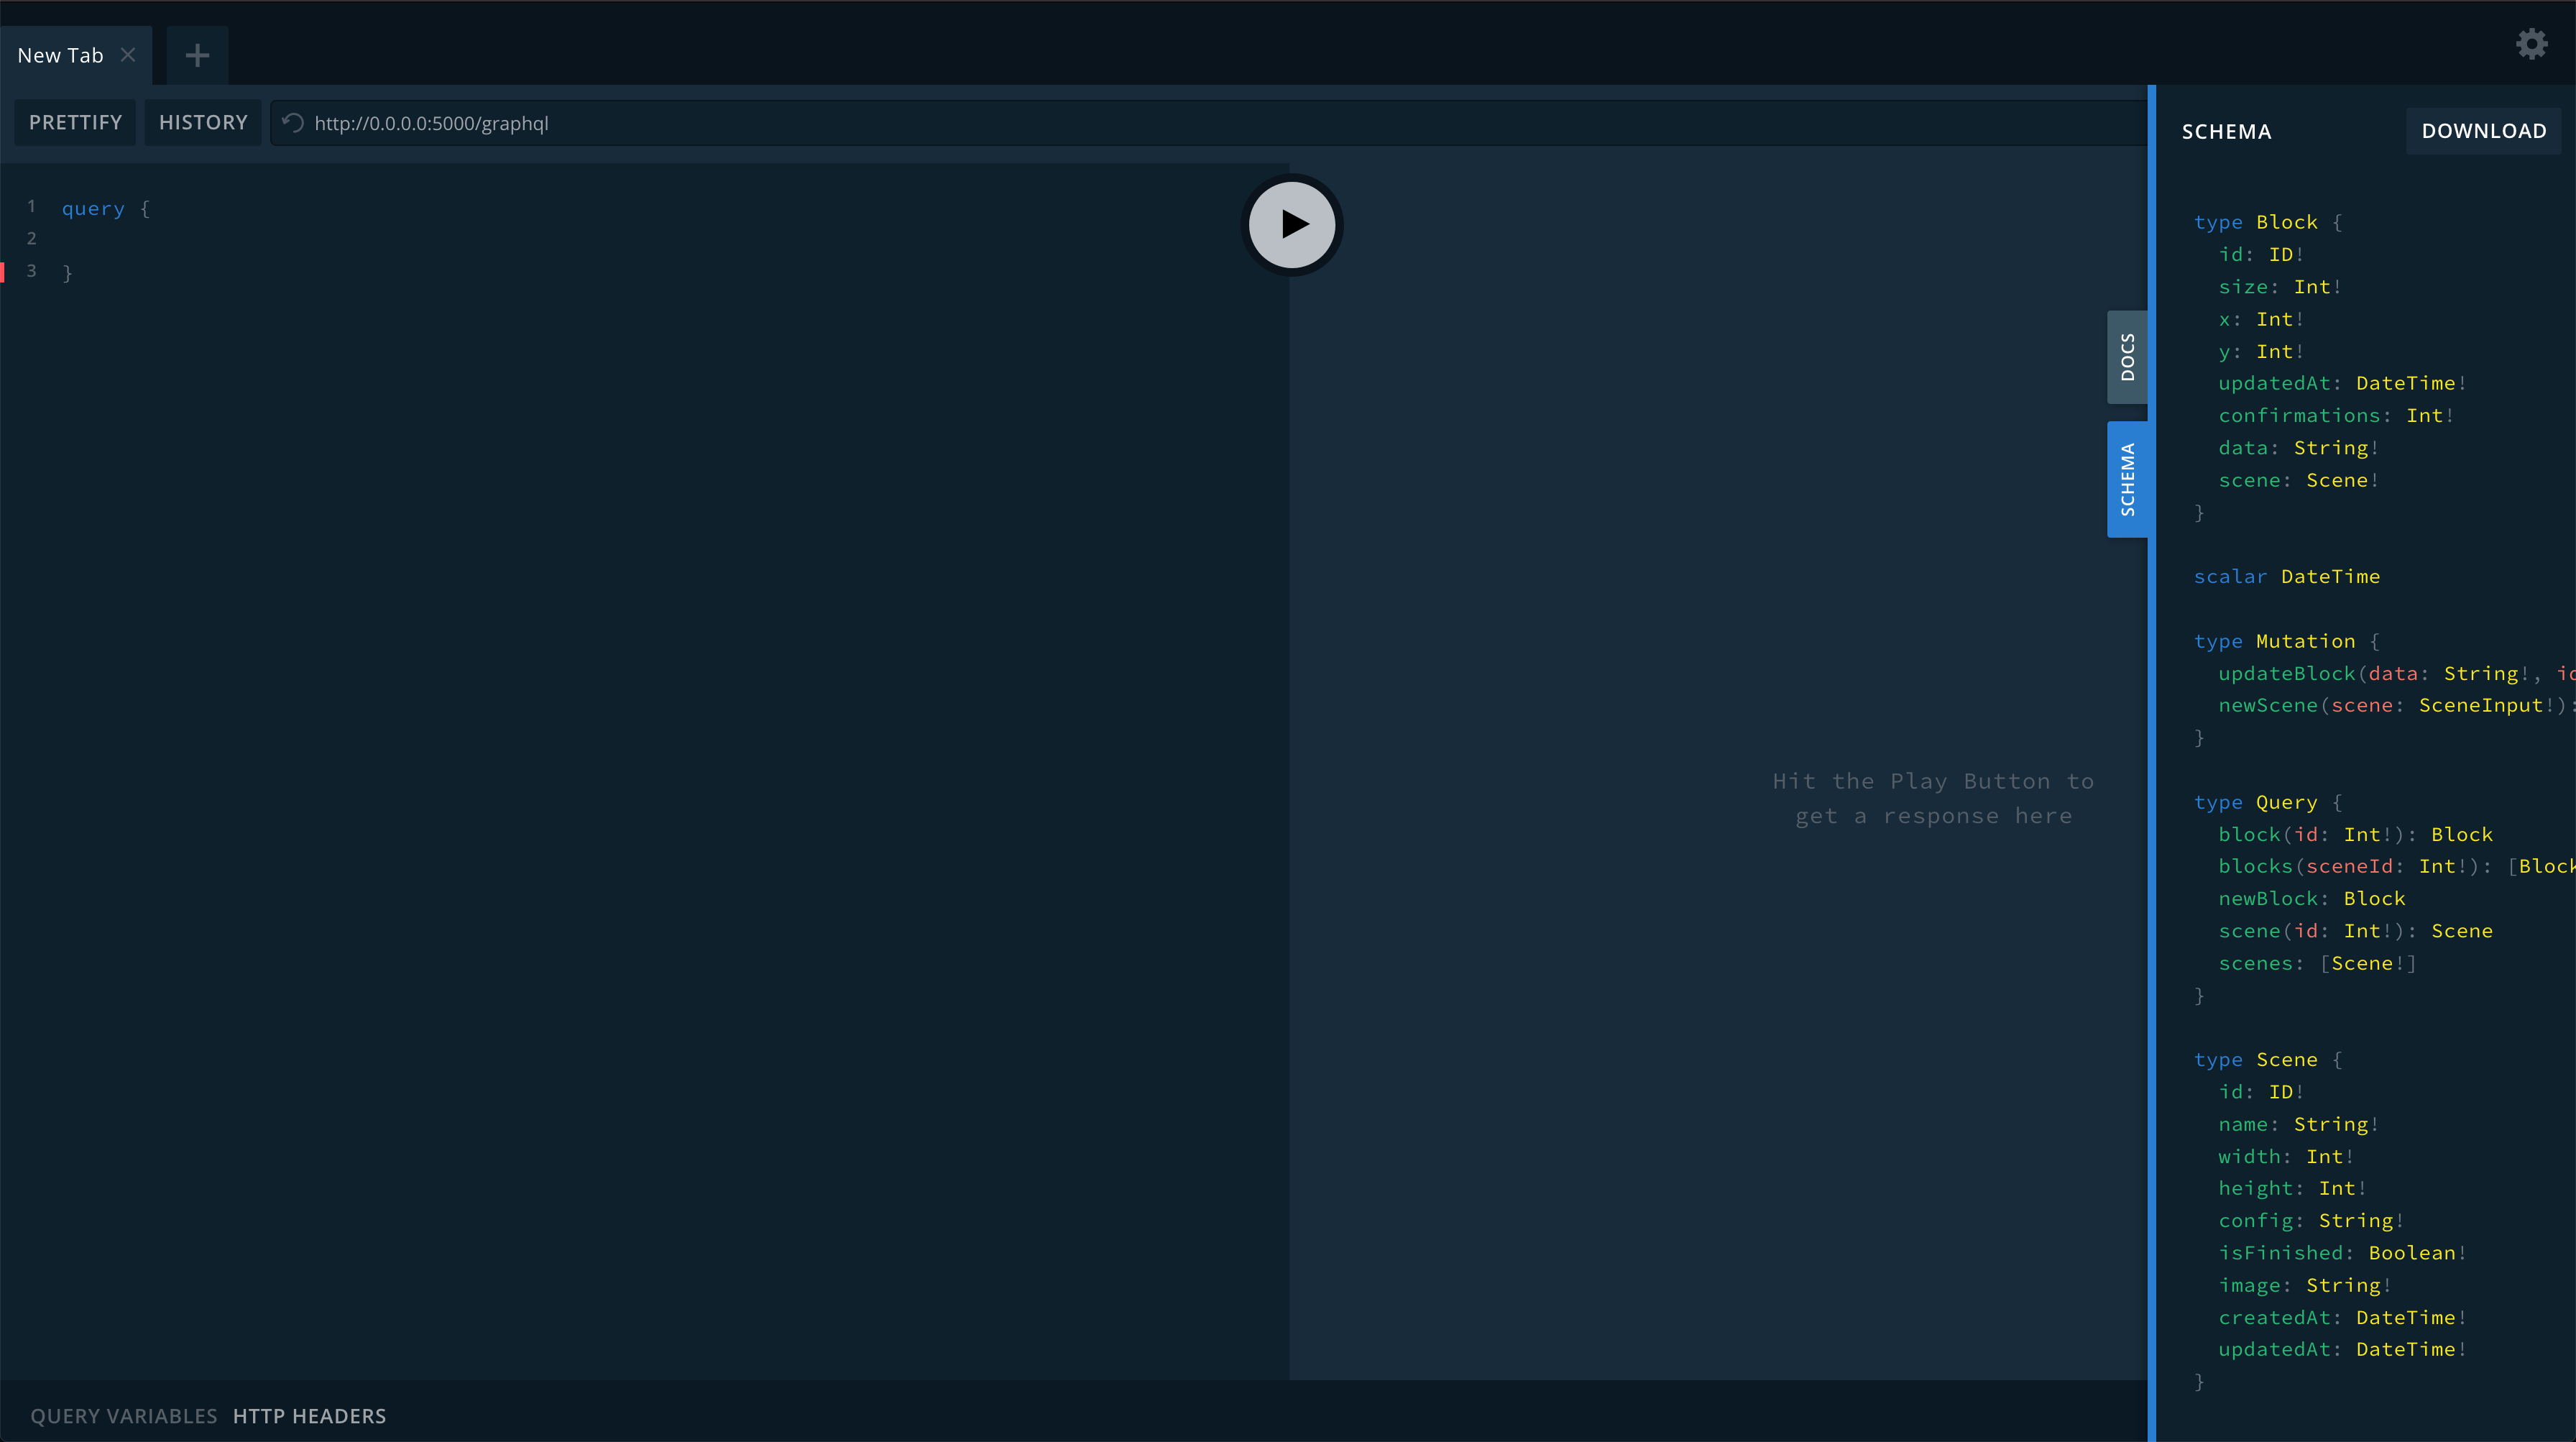 New Tab
PRETTIFY HISTORY http://0.0.0.0:5000/graphql
1 query {
2
3 }
Hit the Play Button to
get a response here
DOCS
SCHEMA
SCHEMA DOWNLOAD
type Block {
id: ID!
size: Int!
x: Int!
y: Int!
updatedAt: DateTime!
confirmations: Int!
data: String!
scene: Scene!
}
scalar DateTime
type Mutation {
updateBlock(data: String!, id
newScene(scene: SceneInput!):
}
type Query {
block(id: Int!): Block
blocks(sceneId: Int!): [Block
newBlock: Block
scene(id: Int!): Scene
scenes: [Scene!]
}
type Scene {
id: ID!
name: String!
width: Int!
height: Int!
config: String!
isFinished: Boolean!
image: String!
createdAt: DateTime!
updatedAt: DateTime!
}
QUERY VARIABLES HTTP HEADERS